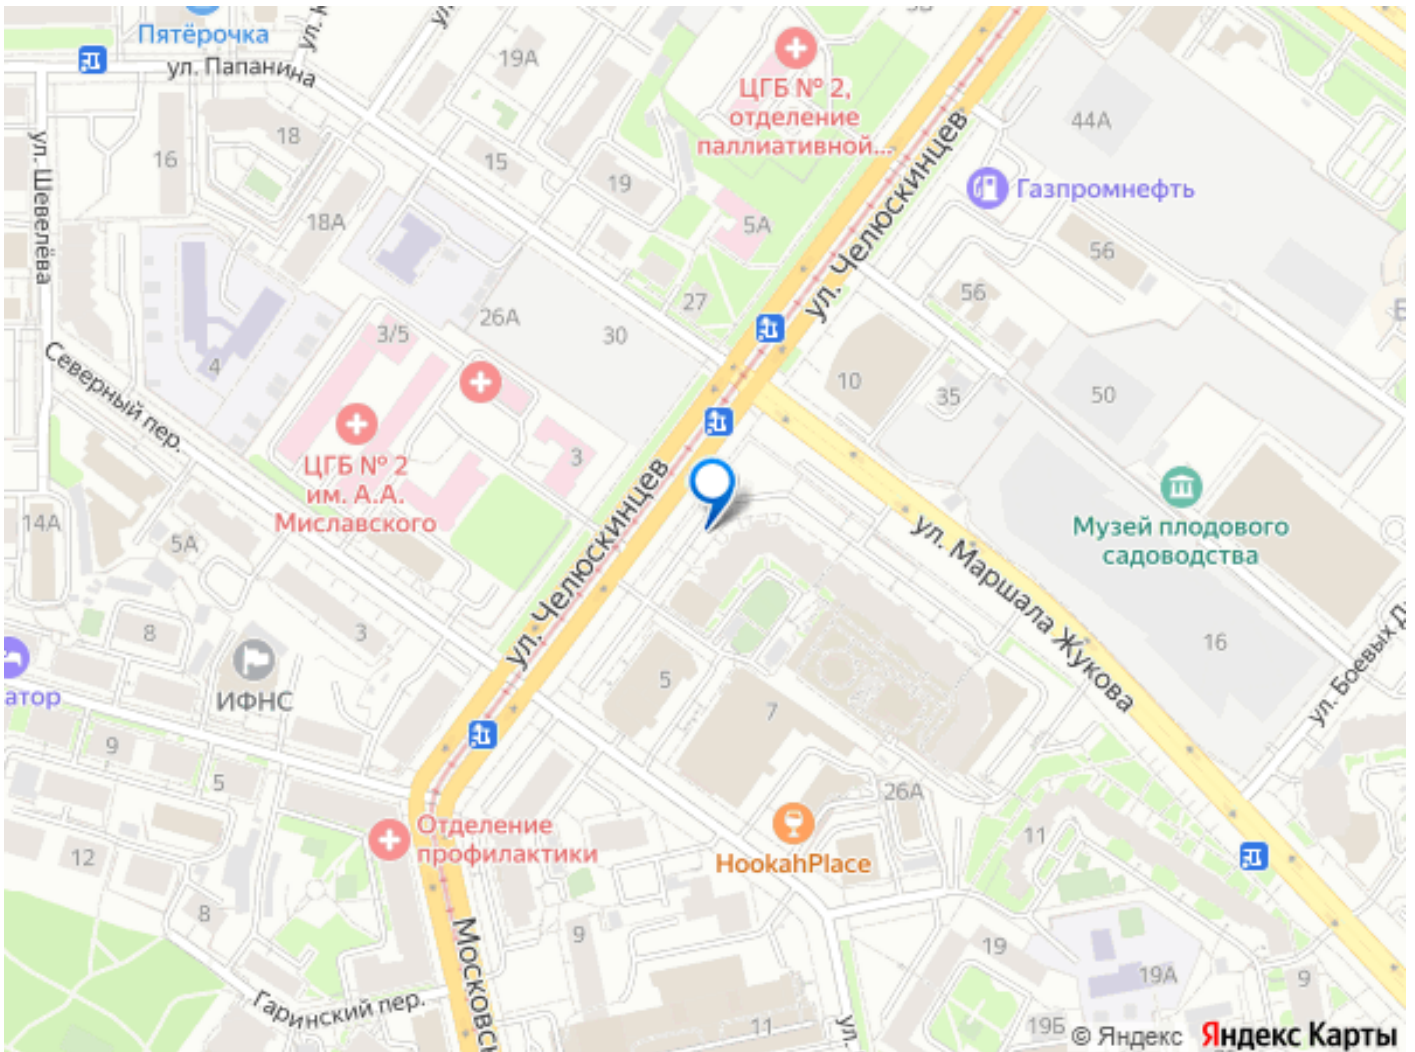 Пятёрочка
ул. Папанина
19А
ЦГБ № 2,
отделение
паллиативной...
44А
ул. Челюскинцев
Газпромнефть
ул. Шевелёва
16
18
18А
15
19
5А
27
56
56
26А
30
3/5
4
10
35
50
Северный пер.
ЦГБ № 2
им. А.А.
Миславского
3
ул. Челюскинцев
ул. Маршала Жукова
Музей плодового
садоводства
14А
5А
8
3
ИФНС
атор
5
7
16
ул. Боевых Д
9
5
26А
HookahPlace
11
Отделение
профилактики
12
8
9
Гаринский пер.
Московск
11
ул.
19
19А
9
19Б
© Яндекс Яндекс Карты